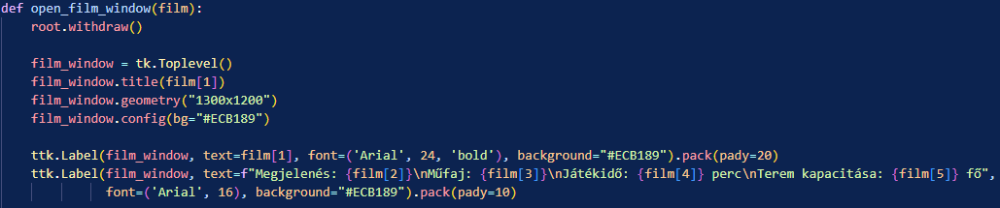 def open_film_window(film):
    root.withdraw()

    film_window = tk.Toplevel()
    film_window.title(film[1])
    film_window.geometry("1300x1200")
    film_window.config(bg="#ECB189")

    ttk.Label(film_window, text=film[1], font=('Arial', 24, 'bold'), background="#ECB189").pack(pady=20)
    ttk.Label(film_window, text=f"Megjelenés: {film[2]}\nMűfaj: {film[3]}\nJátékidő: {film[4]} perc\nTerem kapacitása: {film[5]} fő",
              font=('Arial', 16), background="#ECB189").pack(pady=10)